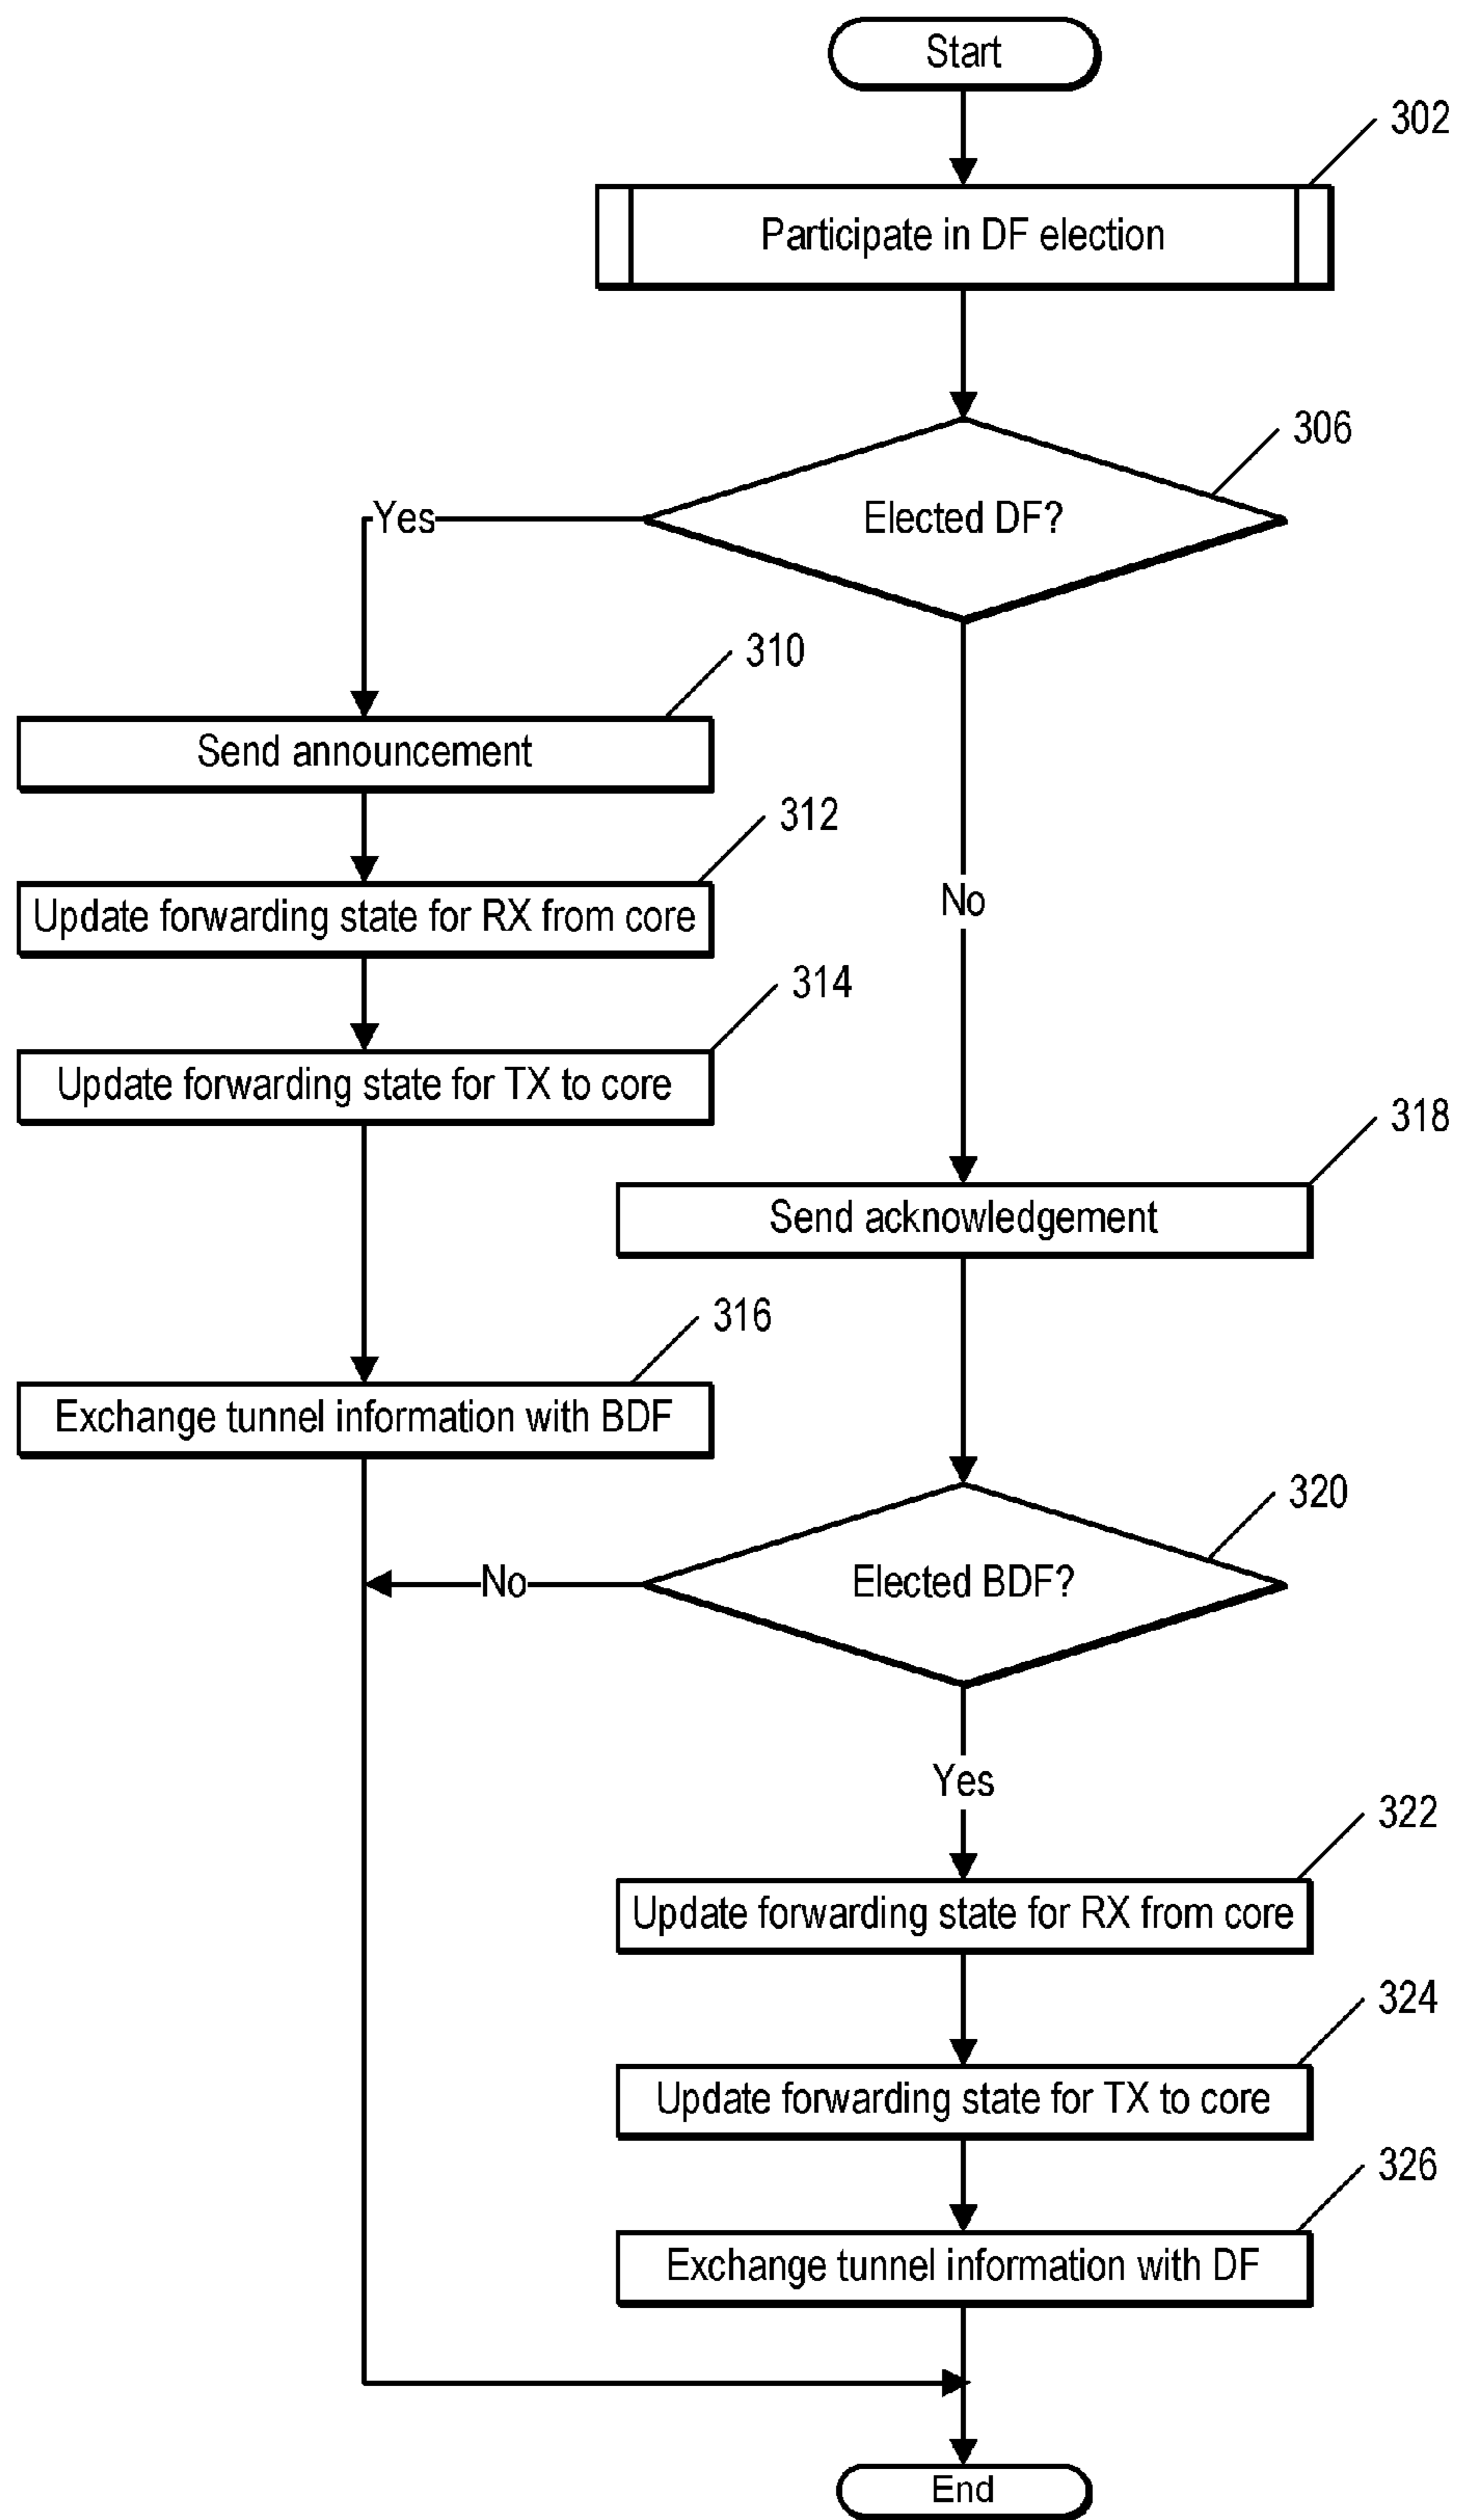 Start
302
Participate in DF election
306
Elected DF?
Yes
310
Send announcement
312
Update forwarding state for RX from core
No
314
Update forwarding state for TX to core
318
Send acknowledgement
316
Exchange tunnel information with BDF
320
Elected BDF?
No
Yes
322
Update forwarding state for RX from core
324
Update forwarding state for TX to core
326
Exchange tunnel information with DF
End